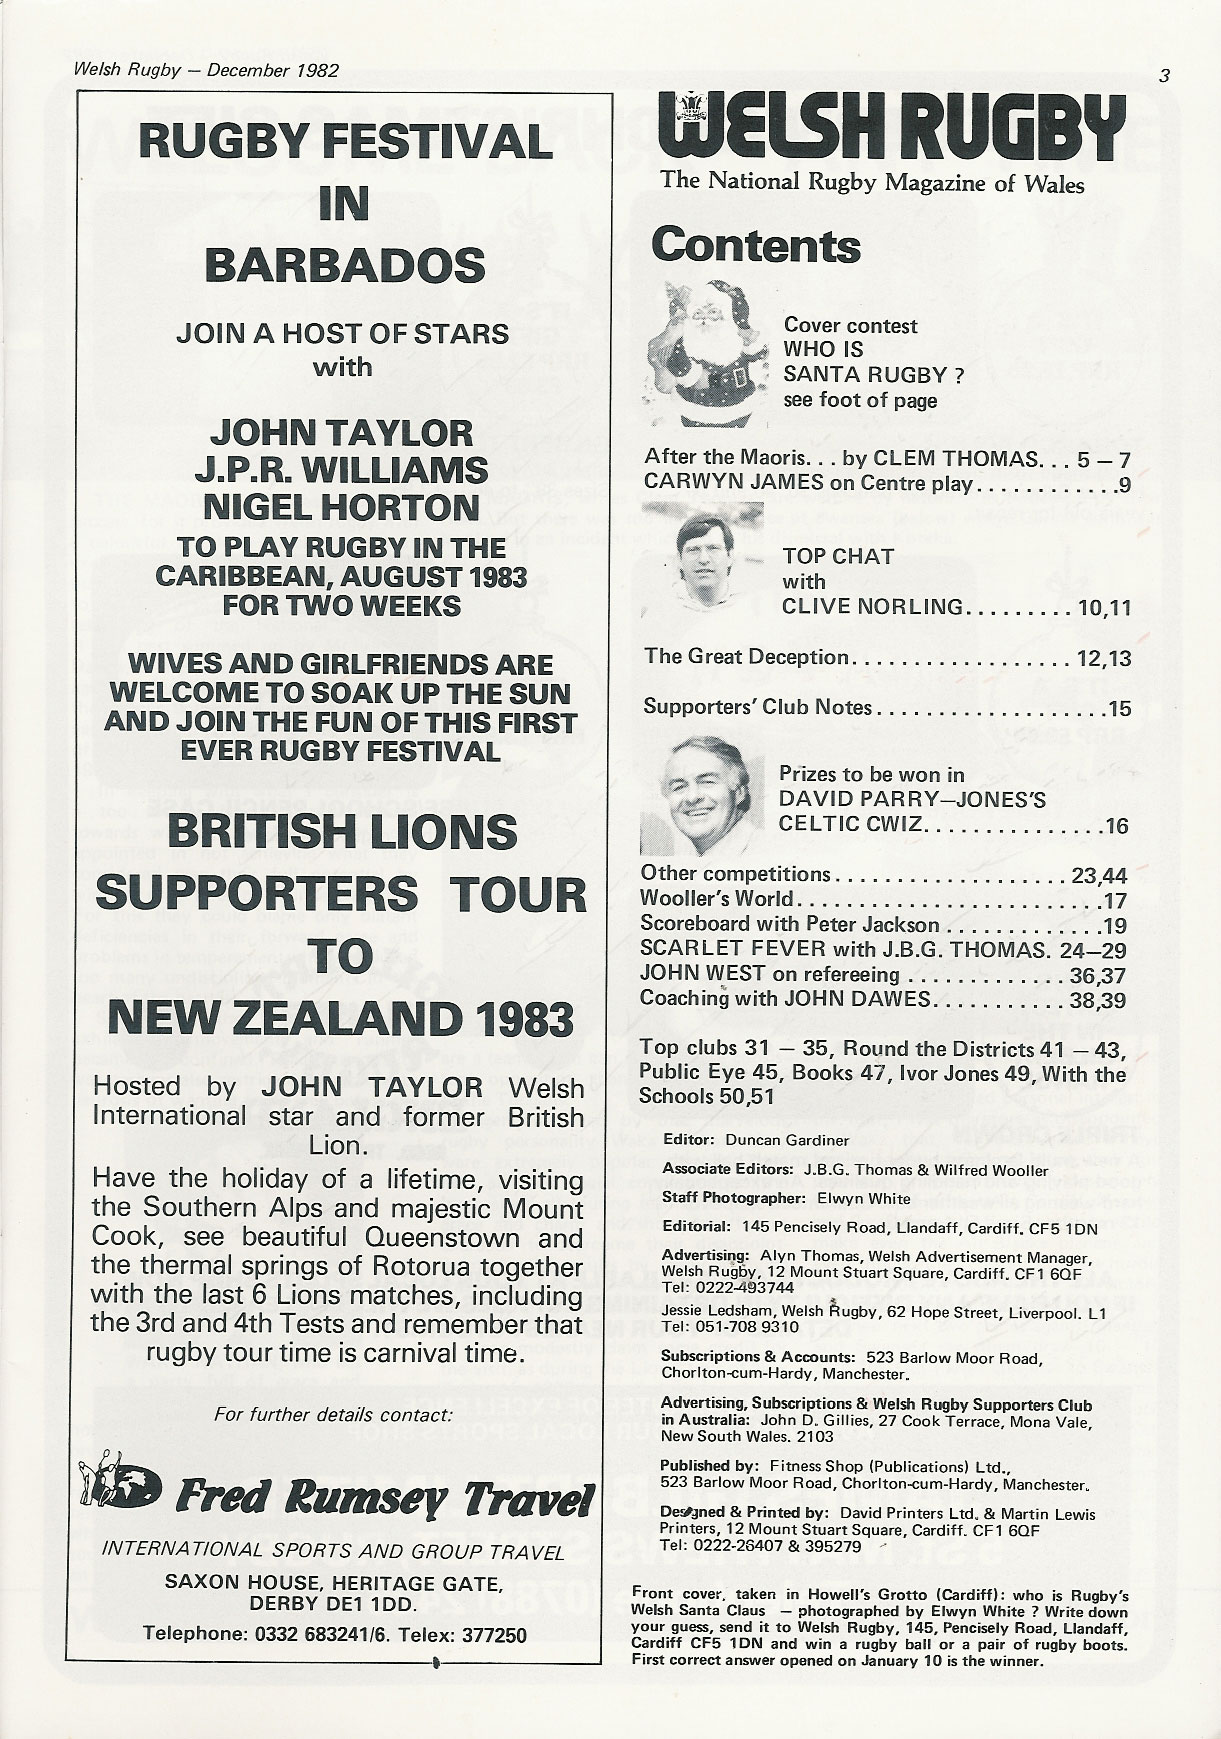 Welsh Rugby — December 1982
3
RUGBY FESTIVAL
IN
BARBADOS
JOIN A HOST OF STARS
with
JOHN TAYLOR
J.P.R. WILLIAMS
NIGEL HORTON
TO PLAY RUGBY IN THE
CARIBBEAN, AUGUST 1983
FOR TWO WEEKS
WIVES AND GIRLFRIENDS ARE
WELCOME TO SOAK UP THE SUN
AND JOIN THE FUN OF THIS FIRST
EVER RUGBY FESTIVAL
BRITISH LIONS
SUPPORTERS TOUR
TO
NEW ZEALAND 1983
Hosted by JOHN TAYLOR Welsh
International star and former British
Lion.
Have the holiday of a lifetime, visiting
the Southern Alps and majestic Mount
Cook, see beautiful Queenstown and
the thermal springs of Rotorua together
with the last 6 Lions matches, including
the 3rd and 4th Tests and remember that
rugby tour time is carnival time.
For further details contact:
Fred Rumsey Travel
INTERNATIONAL SPORTS AND GROUP TRAVEL
SAXON HOUSE, HERITAGE GATE,
DERBY DE1 1DD.
Telephone: 0332 683241/6. Telex: 377250
WELSH RUGBY
The National Rugby Magazine of Wales
Contents
Cover contest
WHO IS
SANTA RUGBY ?
see foot of page
After the Maoris. . . by CLEM THOMAS. . . 5 — 7
CARWYN JAMES on Centre play. . . . . . . . . . . .9
TOP CHAT
with
CLIVE NORLING. . . . . . . . . 10,11
The Great Deception. . . . . . . . . . . . . . . . . . 12,13
Supporters' Club Notes. . . . . . . . . . . . . . . . . . .15
Prizes to be won in
DAVID PARRY—JONES'S
CELTIC CWIZ. . . . . . . . . . . . . . .16
Other competitions . . . . . . . . . . . . . . . . . . . 23,44
Wooller's World. . . . . . . . . . . . . . . . . . . . . . . . .17
Scoreboard with Peter Jackson . . . . . . . . . . . . .19
SCARLET FEVER with J.B.G. THOMAS. 24—29
JOHN WEST on refereeing . . . . . . . . . . . . . 36,37
Coaching with JOHN DAWES. . . . . . . . . . . 38,39
Top clubs 31 — 35, Round the Districts 41 — 43,
Public Eye 45, Books 47, Ivor Jones 49, With the
Schools 50,51
Editor: Duncan Gardiner
Associate Editors: J.B.G. Thomas & Wilfred Wooller
Staff Photographer: Elwyn White
Editorial: 145 Pencisely Road, Llandaff, Cardiff. CF5 1DN
Advertising: Alyn Thomas, Welsh Advertisement Manager,
Welsh Rugby, 12 Mount Stuart Square, Cardiff. CF1 6QF
Tel: 0222-493744
Jessie Ledsham, Welsh Rugby, 62 Hope Street, Liverpool. L1
Tel: 051-708 9310
Subscriptions & Accounts: 523 Barlow Moor Road,
Chorlton-cum-Hardy, Manchester.
Advertising, Subscriptions & Welsh Rugby Supporters Club
in Australia: John D. Gillies, 27 Cook Terrace, Mona Vale,
New South Wales. 2103
Published by: Fitness Shop (Publications) Ltd.,
523 Barlow Moor Road, Chorlton-cum-Hardy, Manchester.
Designed & Printed by: David Printers Ltd. & Martin Lewis
Printers, 12 Mount Stuart Square, Cardiff. CF1 6QF
Tel: 0222-26407 & 395279
Front cover, taken in Howell's Grotto (Cardiff): who is Rugby's
Welsh Santa Claus — photographed by Elwyn White ? Write down
your guess, send it to Welsh Rugby, 145, Pencisely Road, Llandaff,
Cardiff CF5 1DN and win a rugby ball or a pair of rugby boots.
First correct answer opened on January 10 is the winner.